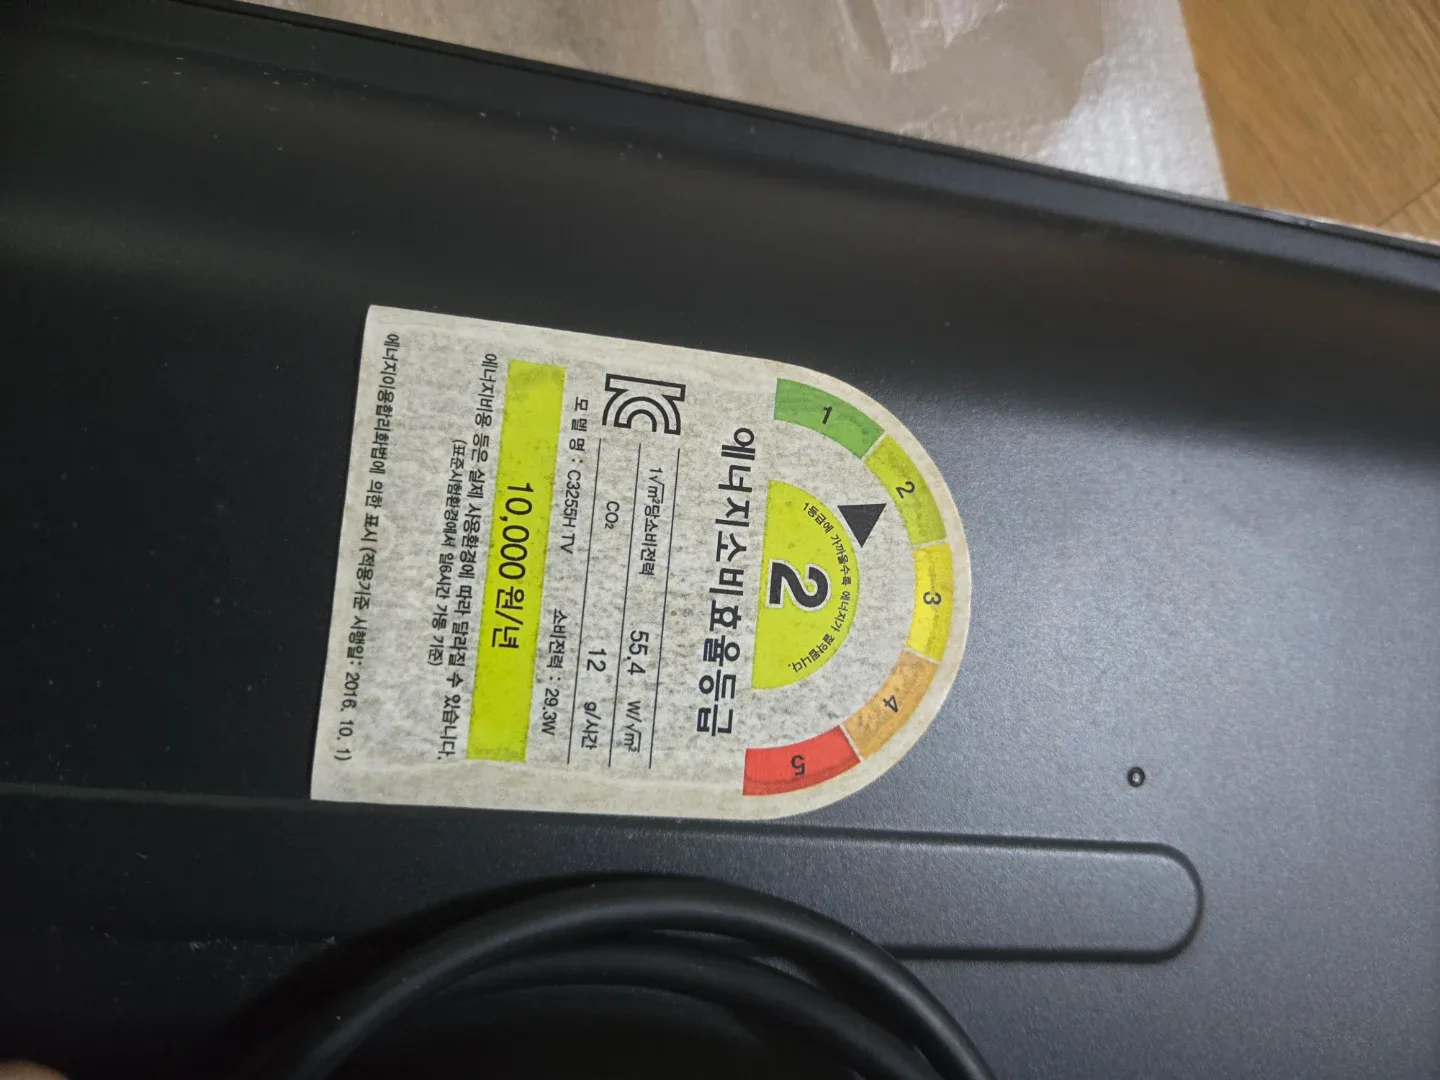 1
2
3
4
5
1등급에 가까울수록 에너지가 절약됩니다.
2
에너지소비효율등급
1√m²당소비전력 55.4 W/√m²
CO₂ 12 g/시간
모 델 명 : C3255H TV 소비전력 : 29.3W
10,000 원/년
에너지비용 등은 실제 사용환경에 따라 달라질 수 있습니다.
(표준시험환경에서 일6시간 가동 기준)
에너지이용합리화법에 의한 표시 (적용기준 시행일: 2016. 10. 1)